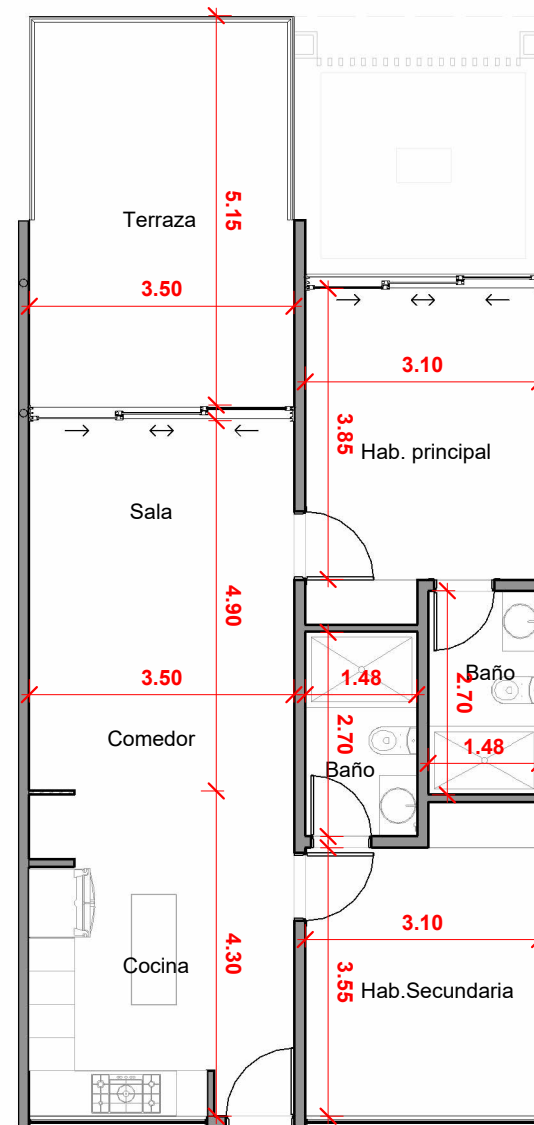 5.15
Terraza
3.50
3.10
3.85
Hab. principal
Sala
4.90
3.50
1.48
Baño
2.70
2.70
Comedor
1.48
Baño
3.10
4.30
Cocina
3.55
Hab.Secundaria